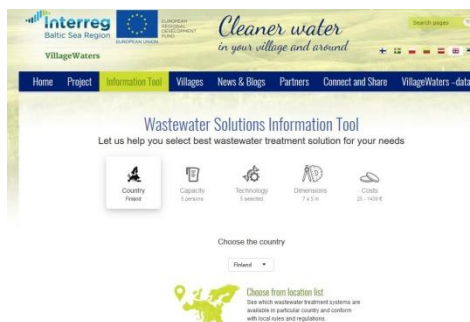 Interreg
Baltic Sea Region
EUROPEAN UNION
EUROPEAN
REGIONAL
DEVELOPMENT
FUND
VillageWaters
Cleaner water
in your village and around
Search pages
Home Project Information Tool Villages News & Blogs Partners Connect and Share VillageWaters –data
Wastewater Solutions Information Tool
Let us help you select best wastewater treatment solution for your needs
Country Capacity Technology Dimensions Costs
Finland 5 persons 5 selected 7 x 5 m
Choose the country
Finland
Choose from location list
See which wastewater treatment systems are
available in particular country and conform
with local rules and regulations.